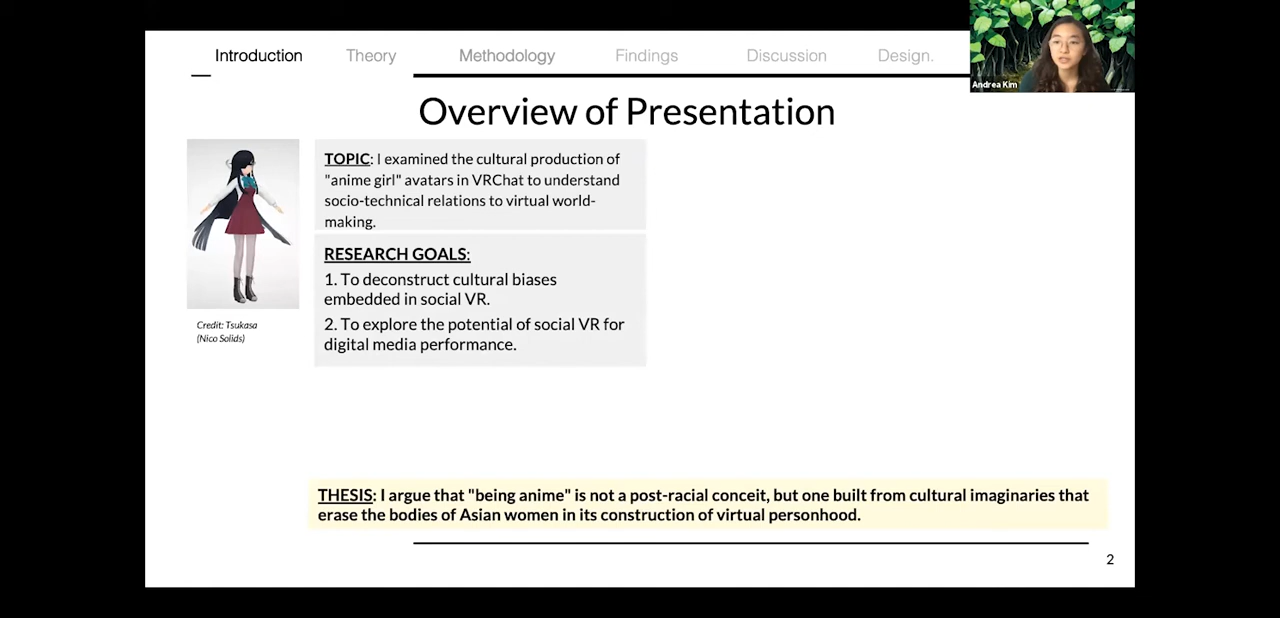 Introduction Theory Methodology Findings Discussion Design.
Andrea Kim
Overview of Presentation
TOPIC: I examined the cultural production of
"anime girl" avatars in VRChat to understand
socio-technical relations to virtual world-
making.
RESEARCH GOALS:
1. To deconstruct cultural biases
embedded in social VR.
2. To explore the potential of social VR for
digital media performance.
Credit: Tsukasa
(Nico Solids)
THESIS: I argue that "being anime" is not a post-racial conceit, but one built from cultural imaginaries that
erase the bodies of Asian women in its construction of virtual personhood.
2